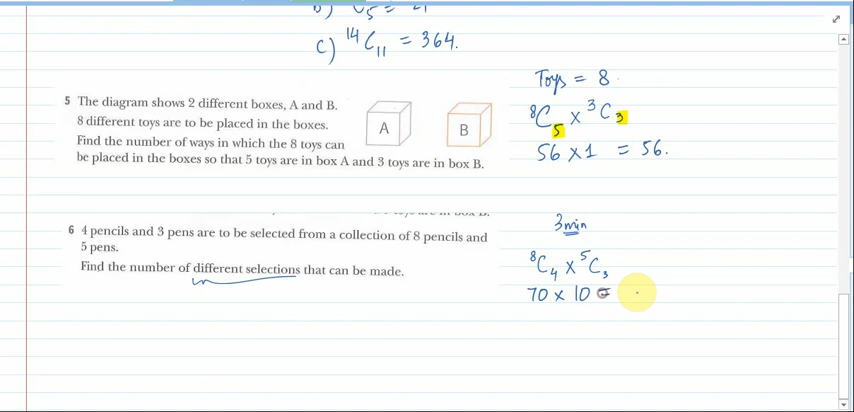 C) ¹⁴C₁₁ = 364.
Toys = 8
⁸C₅ × ³C₃
56 × 1 = 56.
5 The diagram shows 2 different boxes, A and B.
8 different toys are to be placed in the boxes.
Find the number of ways in which the 8 toys can
be placed in the boxes so that 5 toys are in box A and 3 toys are in box B.
A
B
6 4 pencils and 3 pens are to be selected from a collection of 8 pencils and
5 pens.
Find the number of different selections that can be made.
3 min
⁸C₄ × ⁵C₃
70 × 10 =